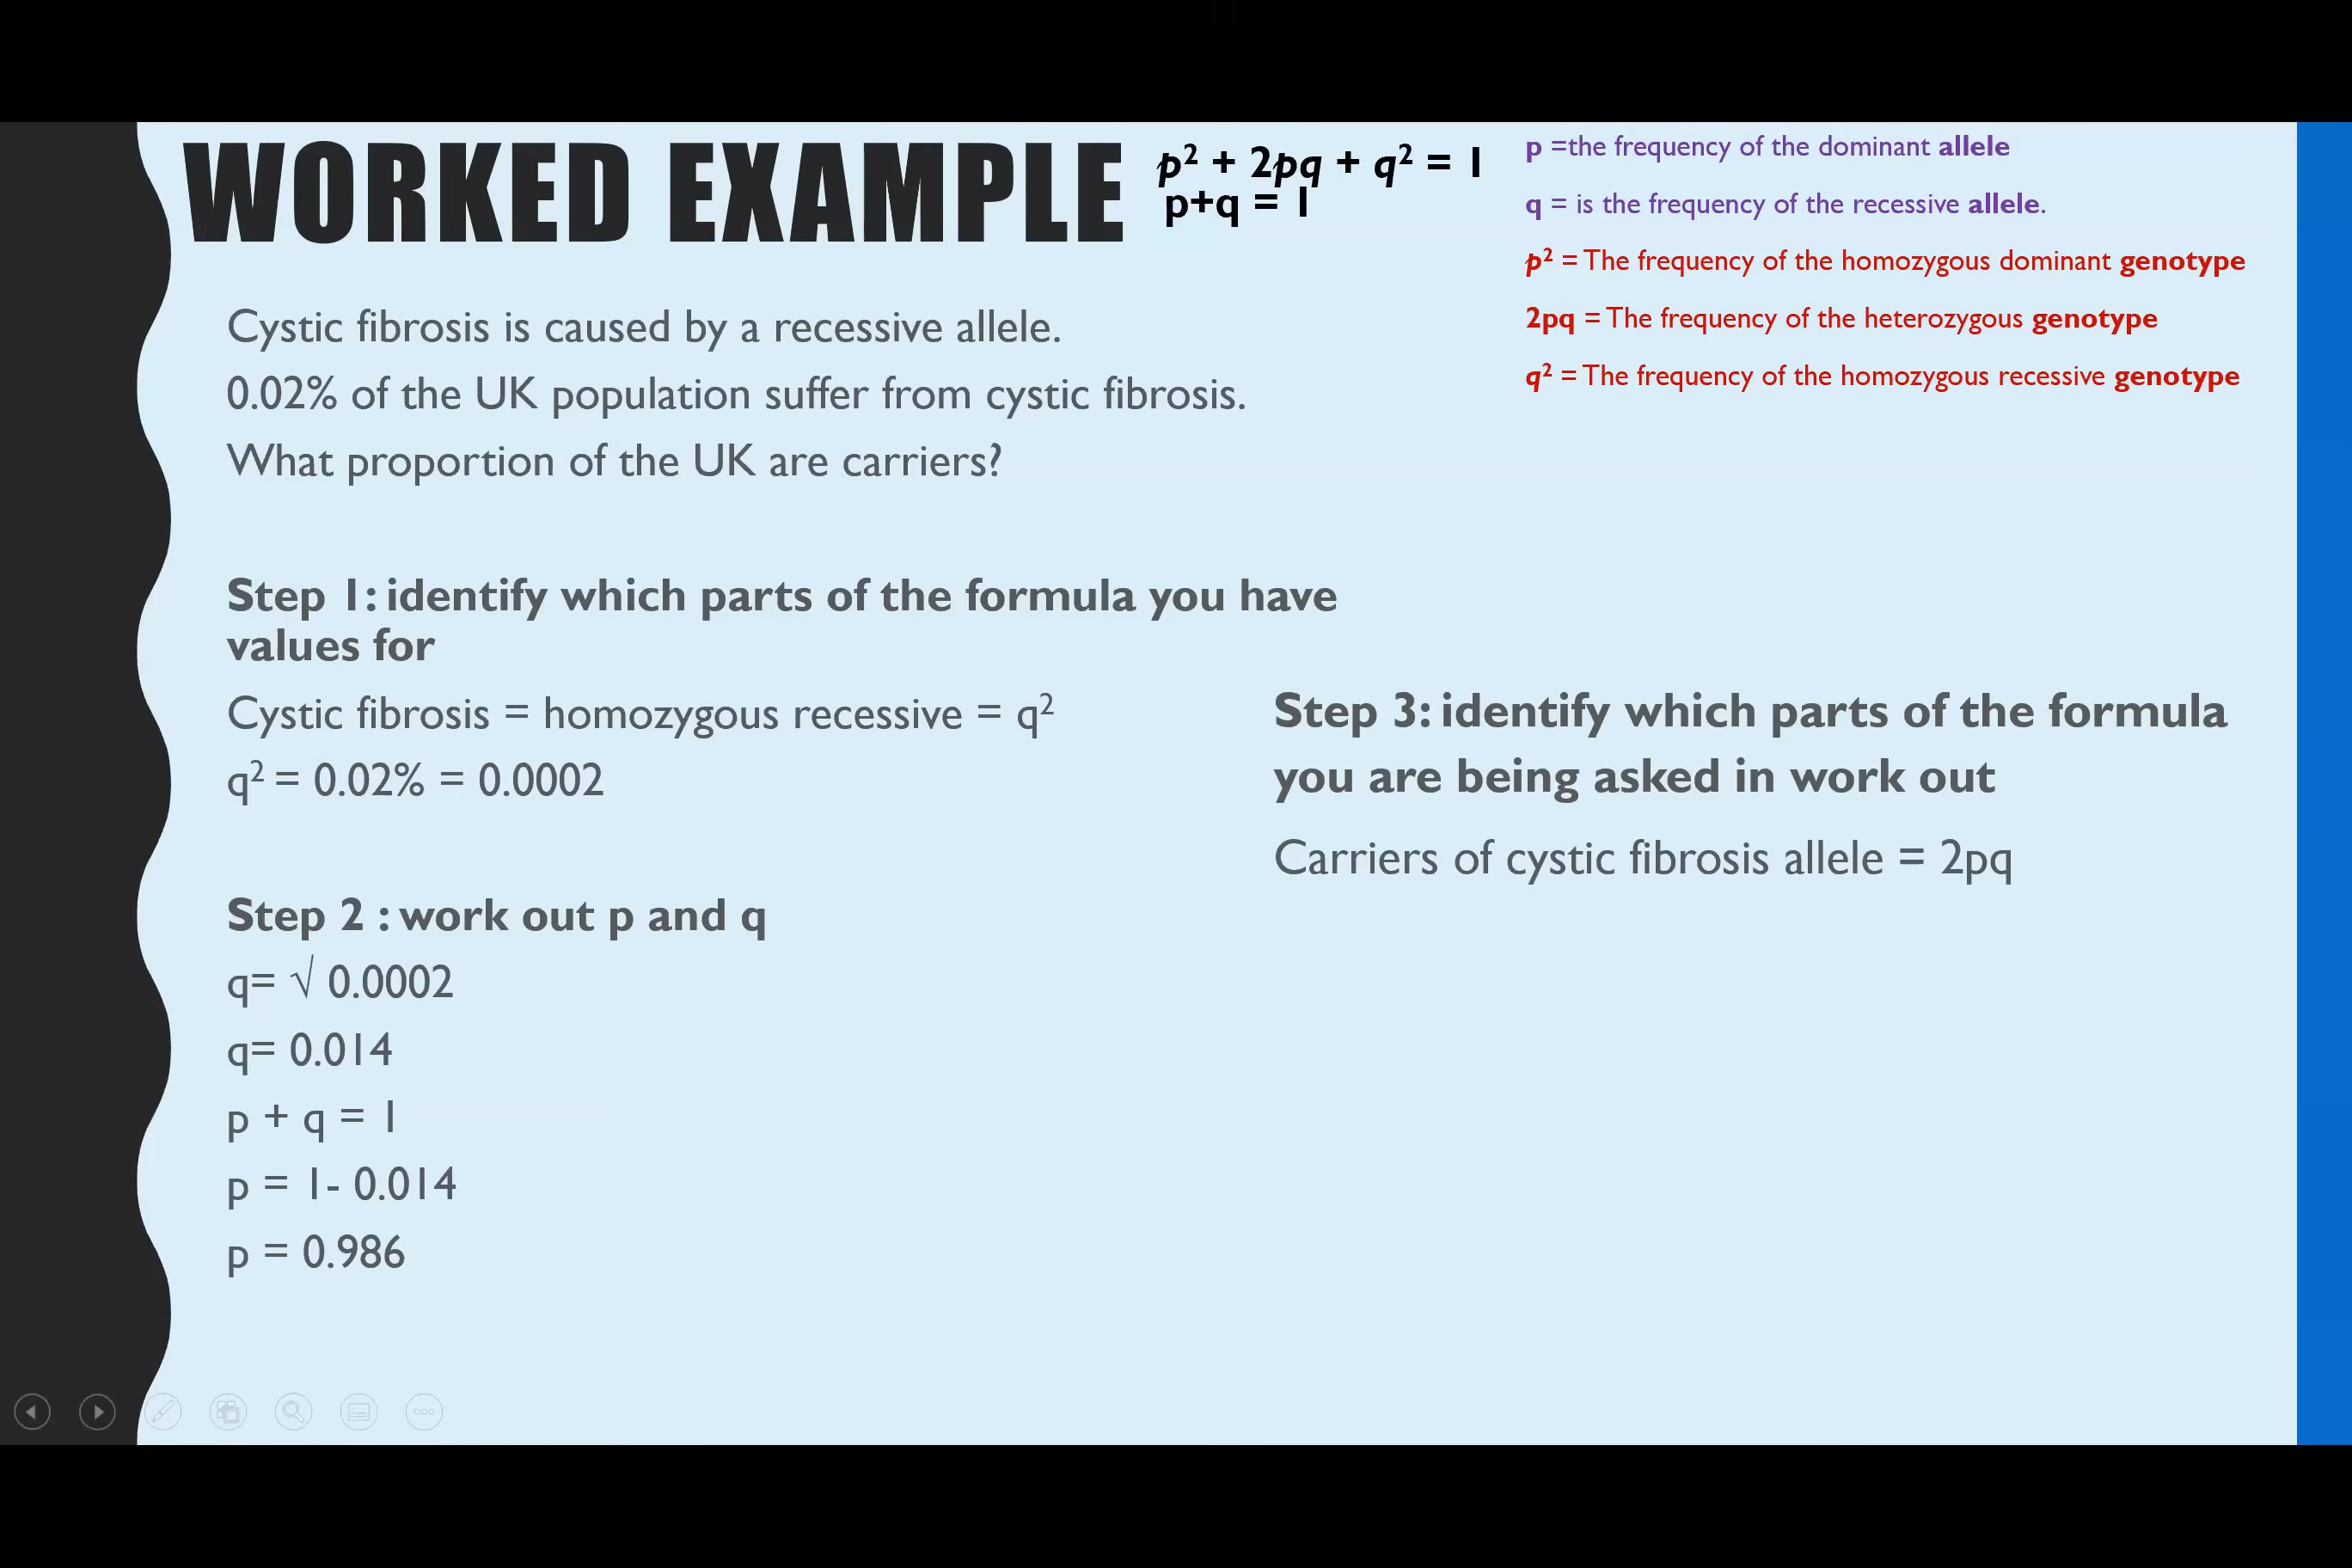 WORKED EXAMPLE
p² + 2pq + q² = 1
p+q = 1
p =the frequency of the dominant allele
q = is the frequency of the recessive allele.
p² = The frequency of the homozygous dominant genotype
2pq = The frequency of the heterozygous genotype
q² = The frequency of the homozygous recessive genotype
Cystic fibrosis is caused by a recessive allele.
0.02% of the UK population suffer from cystic fibrosis.
What proportion of the UK are carriers?
Step 1: identify which parts of the formula you have
values for
Cystic fibrosis = homozygous recessive = q²
q² = 0.02% = 0.0002
Step 2 : work out p and q
q= √ 0.0002
q= 0.014
p + q = 1
p = 1- 0.014
p = 0.986
Step 3: identify which parts of the formula
you are being asked in work out
Carriers of cystic fibrosis allele = 2pq